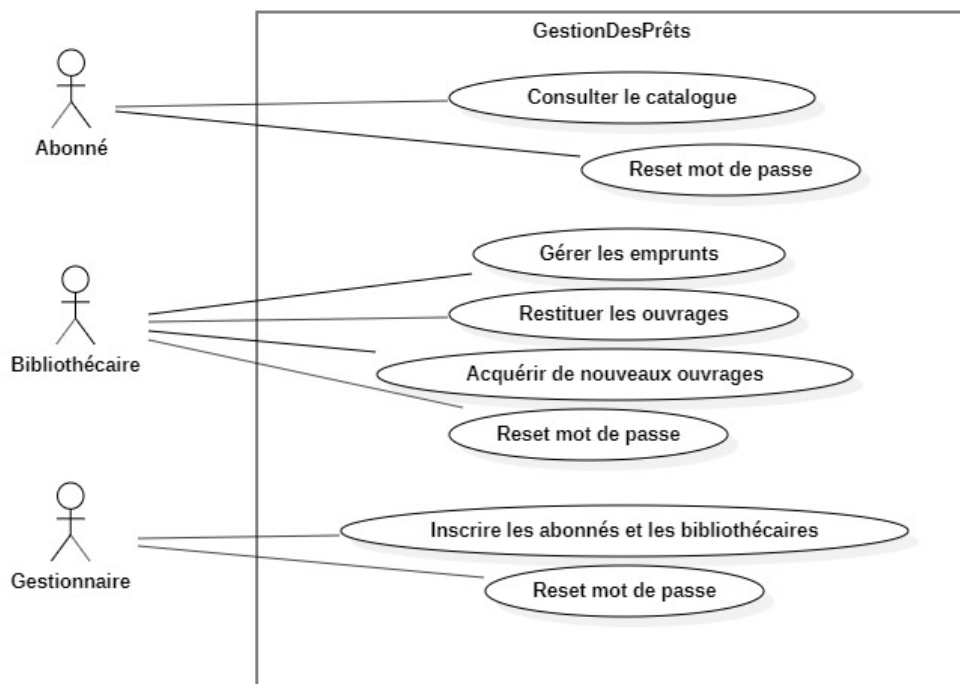 GestionDesPrêts
Consulter le catalogue
Reset mot de passe
Abonné
Gérer les emprunts
Restituer les ouvrages
Acquérir de nouveaux ouvrages
Reset mot de passe
Bibliothécaire
Inscrire les abonnés et les bibliothécaires
Reset mot de passe
Gestionnaire